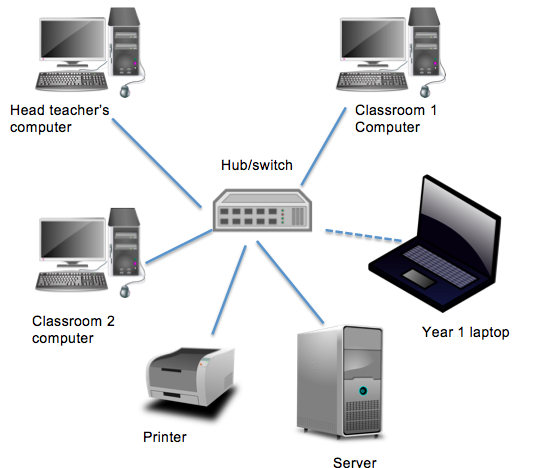 Head teacher's
computer
Classroom 1
Computer
Hub/switch
Classroom 2
computer
Year 1 laptop
Printer
Server